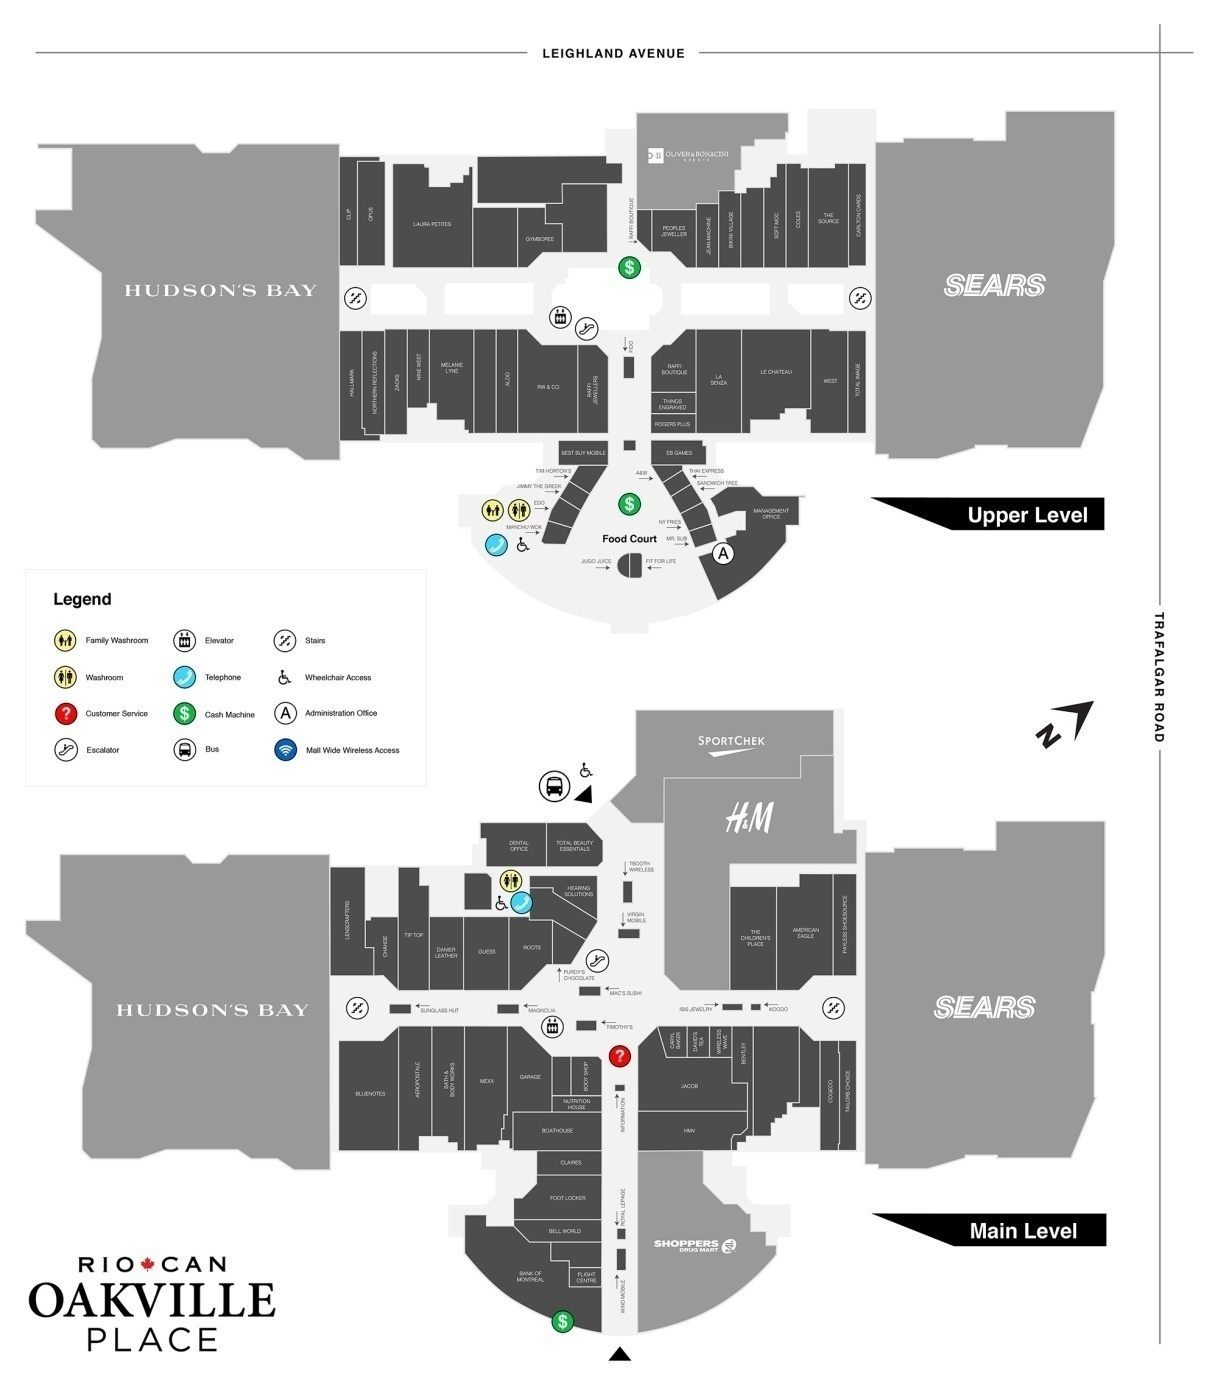 LEIGHLAND AVENUE
OLIVER & BONACINI
EVENTS
CLIP
OPUS
LAURA PETITES
GYMBOREE
RAFFI BOUTIQUE
PEOPLES
JEWELLER
JEAN MACHINE
BIKINI VILLAGE
SOFT MOC
COLES
THE
SOURCE
CARLTON CARDS
HUDSON'S BAY
SEARS
$
HALLMARK
NORTHERN REFLECTIONS
ZACKS
NINE WEST
MELANIE
LYNE
ALDO
RW & CO.
RAFFI
JEWELLERS
FIDO
RAFFI
BOUTIQUE
THINGS
ENGRAVED
ROGERS PLUS
LA
SENZA
LE CHATEAU
WEST
TOTAL IMAGE
BEST BUY MOBILE
EB GAMES
TIM HORTON'S
JIMMY THE GREEK
EDO
MANCHU WOK
A&W
THAI EXPRESS
SANDWICH TREE
NY FRIES
MR. SUB
$
Food Court
JUGO JUICE
FIT FOR LIFE
MANAGEMENT
OFFICE
A
Upper Level
TRAFALGAR ROAD
Legend
Family Washroom
Elevator
Stairs
Washroom
Telephone
Wheelchair Access
? Customer Service
$ Cash Machine
A Administration Office
Escalator
Bus
Mall Wide Wireless Access
N
SPORTCHEK
H&M
DENTAL
OFFICE
TOTAL BEAUTY
ESSENTIALS
HEARING
SOLUTIONS
TBOOTH
WIRELESS
VIRGIN
MOBILE
LENSCRAFTERS
CHANGE
TIP TOP
DANIER
LEATHER
GUESS
ROOTS
PURDY'S
CHOCOLATE
MAC'S SUSHI
THE
CHILDREN'S
PLACE
AMERICAN
EAGLE
PAYLESS SHOESOURCE
HUDSON'S BAY
SUNGLASS HUT
MAGNOLIA
TIMOTHY'S
ISIS JEWELRY
KOODO
SEARS
?
BLUENOTES
AEROPOSTALE
BATH &
BODY WORKS
MEXX
GARAGE
BODY SHOP
NUTRITION
HOUSE
BOATHOUSE
INFORMATION
CARYL
BAKER
DAVID'S
TEA
WIRELESS
WAVE
BENTLEY
JACOB
HMV
COGECO
TAILORS CHOICE
CLAIRES
FOOT LOCKER
BELL WORLD
BANK OF
MONTREAL
FLIGHT
CENTRE
ROYAL LEPAGE
WIND MOBILE
SHOPPERS
DRUG MART
$
Main Level
RIO CAN
OAKVILLE
PLACE